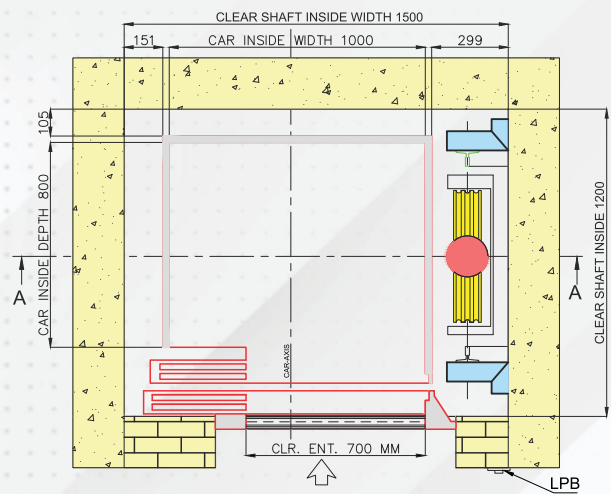 CLEAR SHAFT INSIDE WIDTH 1500
151
CAR INSIDE WIDTH 1000
299
105
CAR INSIDE DEPTH 800
CLEAR SHAFT INSIDE 1200
A
A
CAR-AXIS
CLR. ENT. 700 MM
LPB